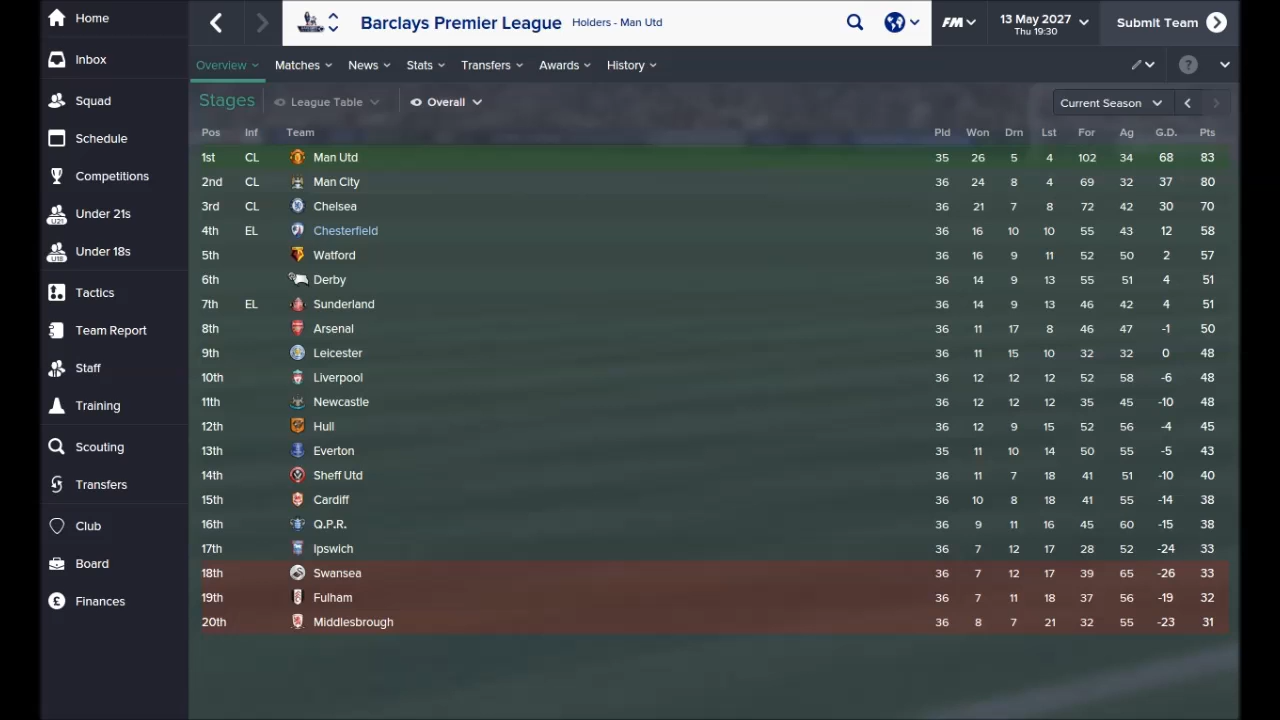 Home
Inbox
Squad
Schedule
Competitions
Under 21s
Under 18s
Tactics
Team Report
Staff
Training
Scouting
Transfers
Club
Board
Finances
Barclays Premier League Holders - Man Utd
FM 13 May 2027 Thu 19:30 Submit Team
Overview Matches News Stats Transfers Awards History ?
Stages League Table Overall Current Season
Pos Inf Team Pld Won Drn Lst For Ag G.D. Pts
1st CL Man Utd 35 26 5 4 102 34 68 83
2nd CL Man City 36 24 8 4 69 32 37 80
3rd CL Chelsea 36 21 7 8 72 42 30 70
4th EL Chesterfield 36 16 10 10 55 43 12 58
5th Watford 36 16 9 11 52 50 2 57
6th Derby 36 14 9 13 55 51 4 51
7th EL Sunderland 36 14 9 13 46 42 4 51
8th Arsenal 36 11 17 8 46 47 -1 50
9th Leicester 36 11 15 10 32 32 0 48
10th Liverpool 36 12 12 12 52 58 -6 48
11th Newcastle 36 12 12 12 35 45 -10 48
12th Hull 36 12 9 15 52 56 -4 45
13th Everton 35 11 10 14 50 55 -5 43
14th Sheff Utd 36 11 7 18 41 51 -10 40
15th Cardiff 36 10 8 18 41 55 -14 38
16th Q.P.R. 36 9 11 16 45 60 -15 38
17th Ipswich 36 7 12 17 28 52 -24 33
18th Swansea 36 7 12 17 39 65 -26 33
19th Fulham 36 7 11 18 37 56 -19 32
20th Middlesbrough 36 8 7 21 32 55 -23 31